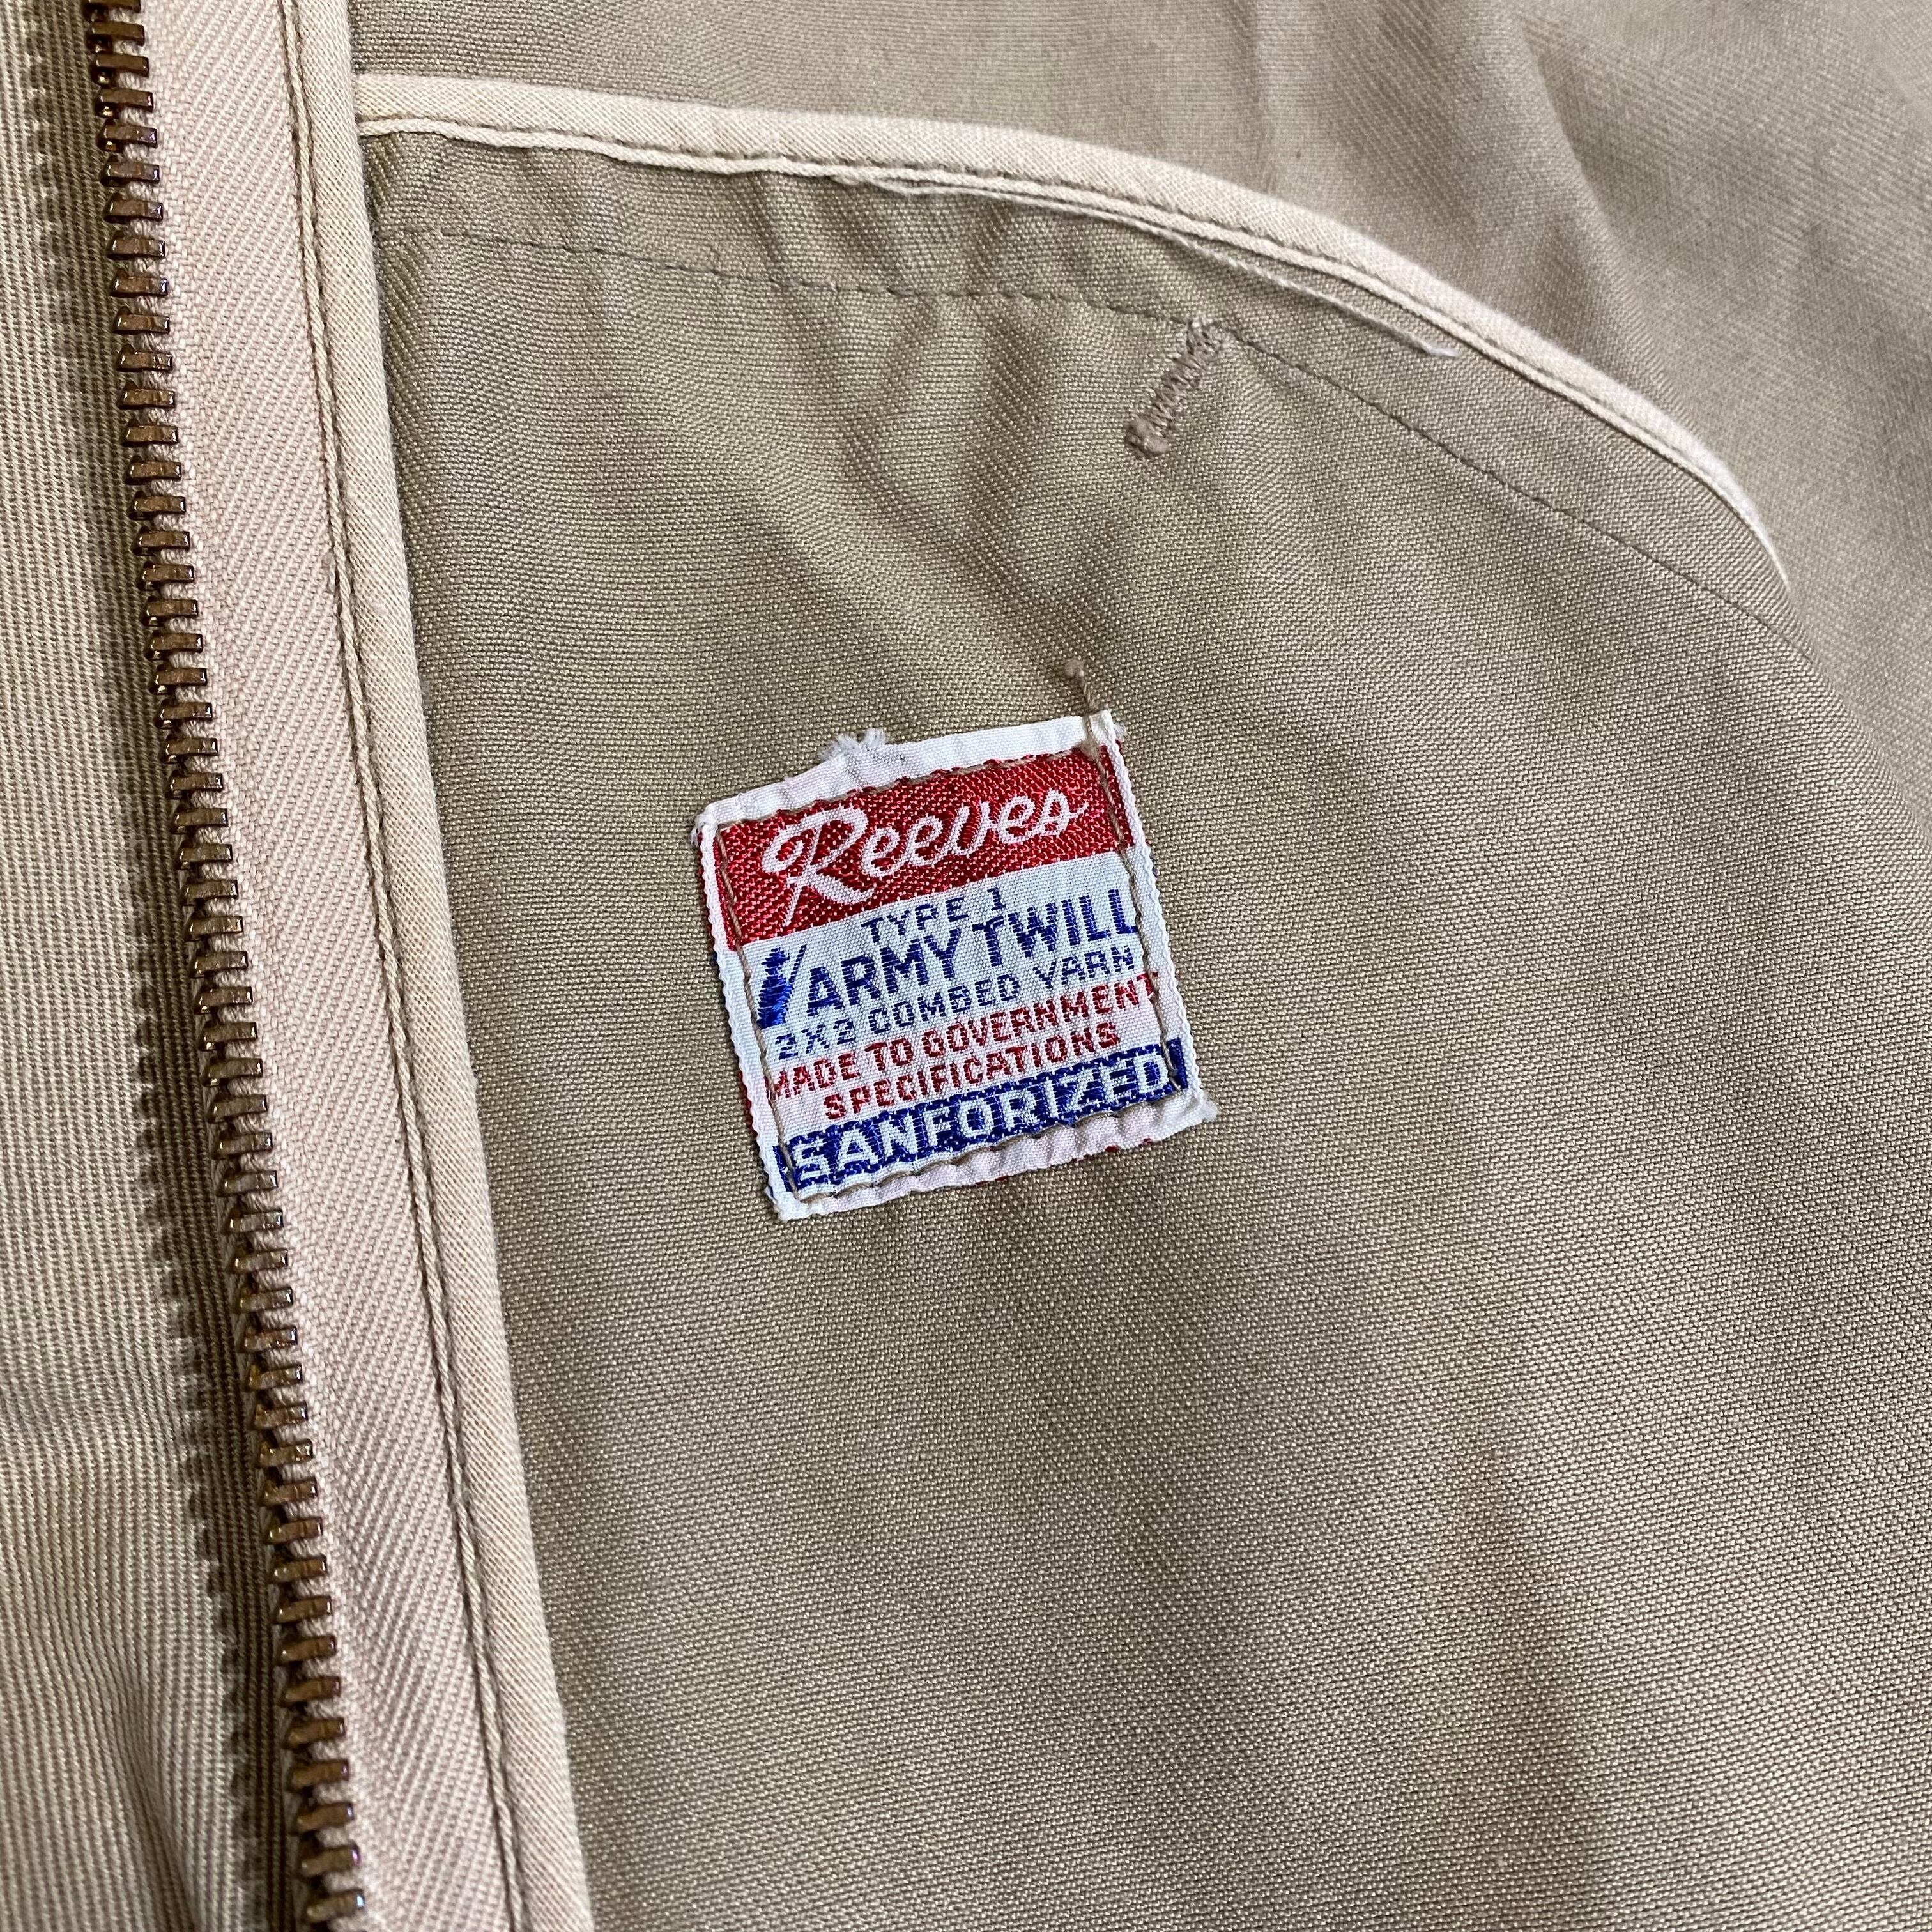 Reeves
TYPE 1
ARMY TWILL
2X2 COMBED YARN
MADE TO GOVERNMENT
SPECIFICATIONS
SANFORIZED